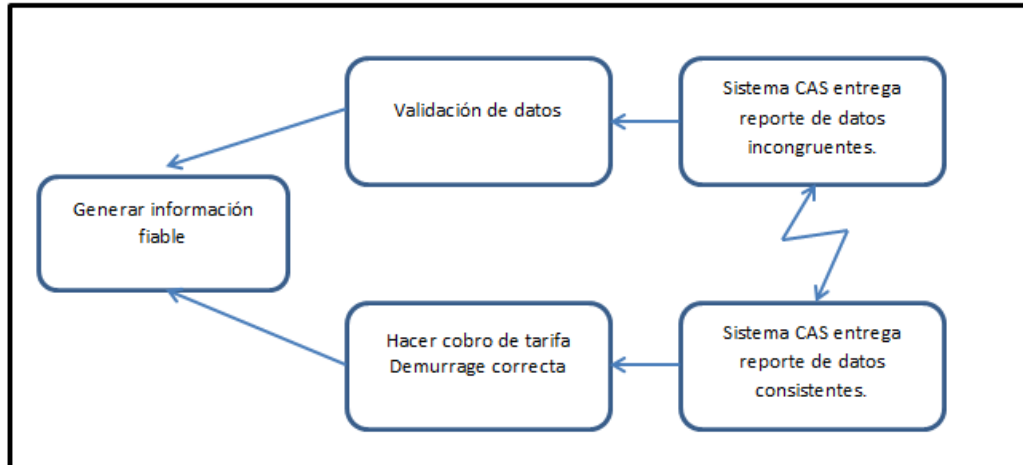 Validación de datos
Sistema CAS entrega
reporte de datos
incongruentes.
Generar información
fiable
Hacer cobro de tarifa
Demurrage correcta
Sistema CAS entrega
reporte de datos
consistentes.